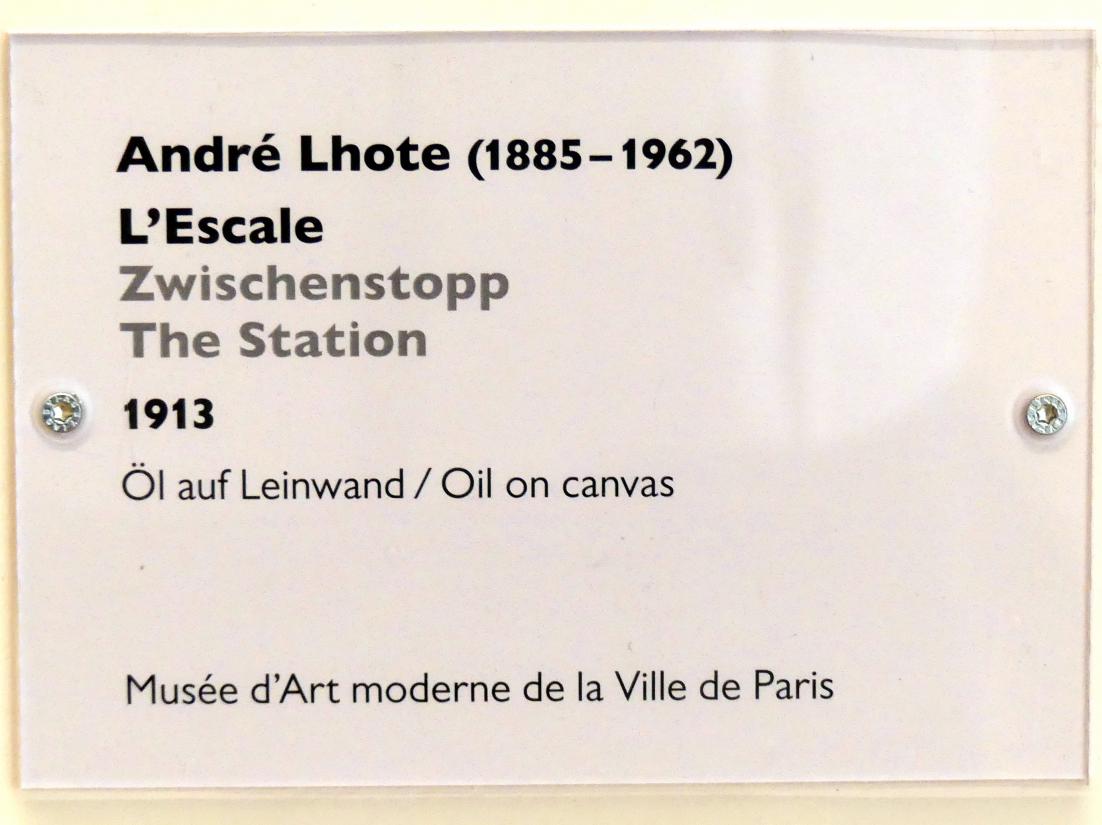 André Lhote (1885–1962)
L’Escale
Zwischenstopp
The Station
1913
Öl auf Leinwand / Oil on canvas
Musée d’Art moderne de la Ville de Paris